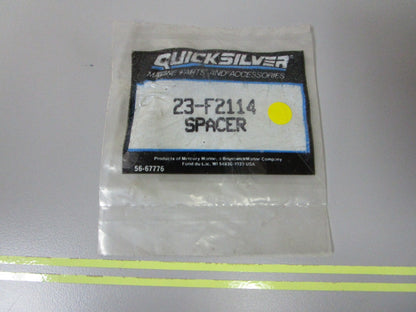 QUICKSILVER
MARINE PARTS AND ACCESSORIES
23-F2114
SPACER
Products of Mercury Marine, a Brunswick Company
Fond du Lac, WI 54936-1939 USA
56-67776